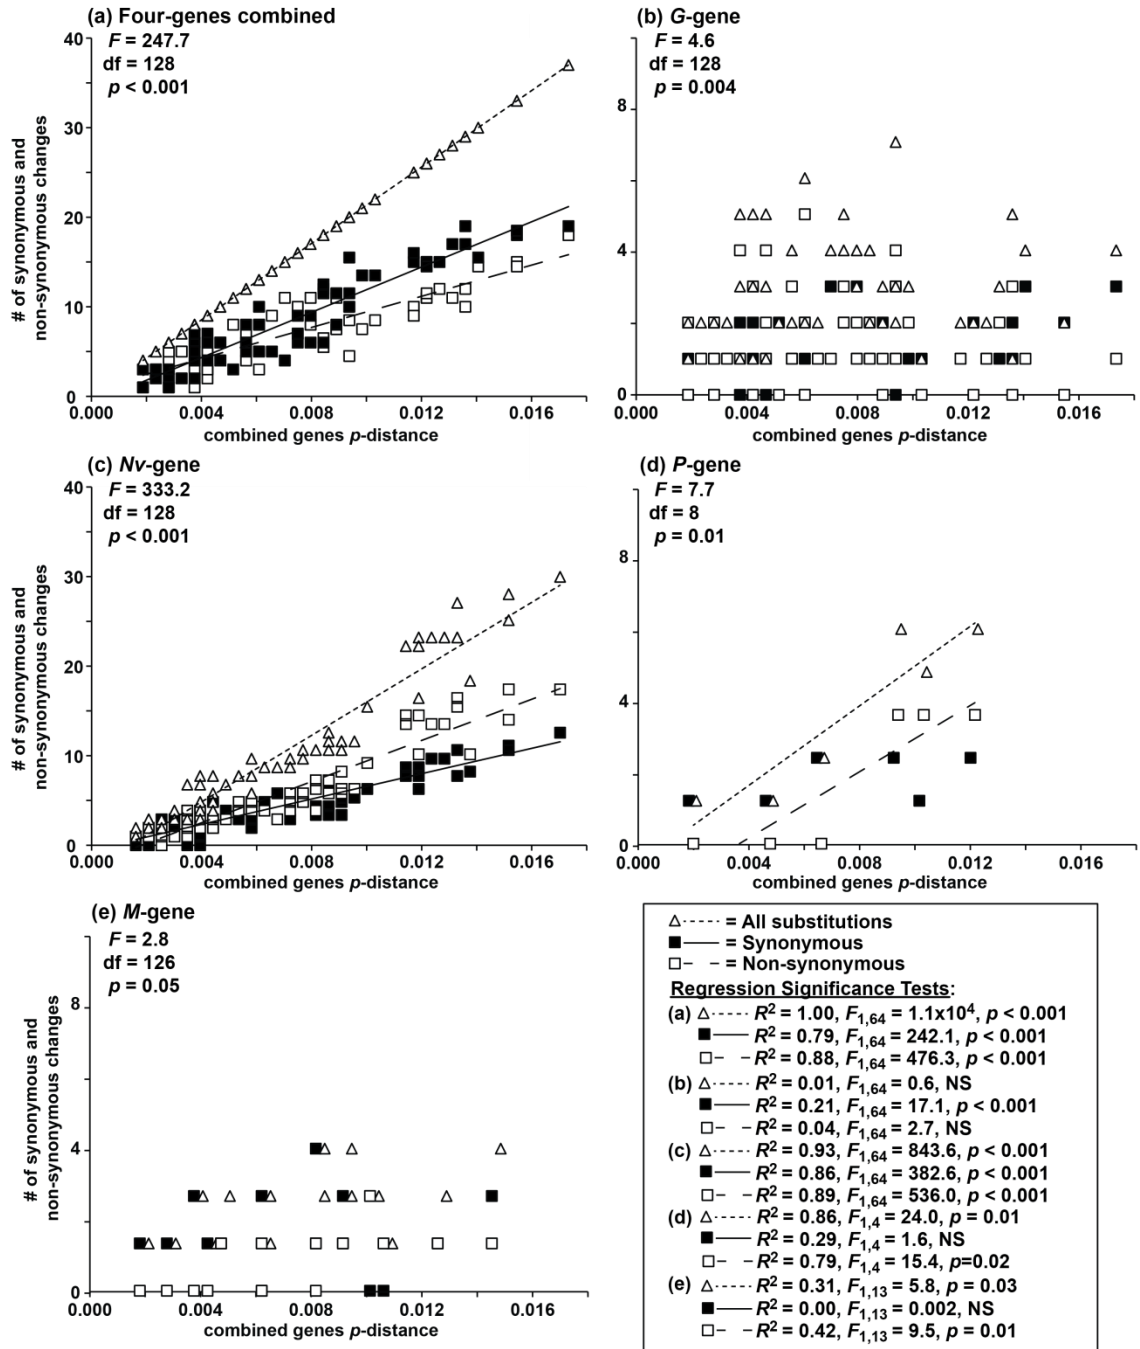 (a) Four-genes combined
F = 247.7
df = 128
p < 0.001
# of synonymous and
non-synonymous changes
40
30
20
10
0
0.000 0.004 0.008 0.012 0.016
combined genes p-distance
(b) G-gene
F = 4.6
df = 128
p = 0.004
8
4
0
0.000 0.004 0.008 0.012 0.016
combined genes p-distance
(c) Nv-gene
F = 333.2
df = 128
p < 0.001
# of synonymous and
non-synonymous changes
40
30
20
10
0
0.000 0.004 0.008 0.012 0.016
combined genes p-distance
(d) P-gene
F = 7.7
df = 8
p = 0.01
8
4
0
0.000 0.004 0.008 0.012 0.016
combined genes p-distance
(e) M-gene
F = 2.8
df = 126
p = 0.05
# of synonymous and
non-synonymous changes
8
4
0
0.000 0.004 0.008 0.012 0.016
combined genes p-distance
= All substitutions
= Synonymous
= Non-synonymous
Regression Significance Tests:
(a) R² = 1.00, F1,64 = 1.1x10⁴, p < 0.001
R² = 0.79, F1,64 = 242.1, p < 0.001
R² = 0.88, F1,64 = 476.3, p < 0.001
(b) R² = 0.01, F1,64 = 0.6, NS
R² = 0.21, F1,64 = 17.1, p < 0.001
R² = 0.04, F1,64 = 2.7, NS
(c) R² = 0.93, F1,64 = 843.6, p < 0.001
R² = 0.86, F1,64 = 382.6, p < 0.001
R² = 0.89, F1,64 = 536.0, p < 0.001
(d) R² = 0.86, F1,4 = 24.0, p = 0.01
R² = 0.29, F1,4 = 1.6, NS
R² = 0.79, F1,4 = 15.4, p=0.02
(e) R² = 0.31, F1,13 = 5.8, p = 0.03
R² = 0.00, F1,13 = 0.002, NS
R² = 0.42, F1,13 = 9.5, p = 0.01